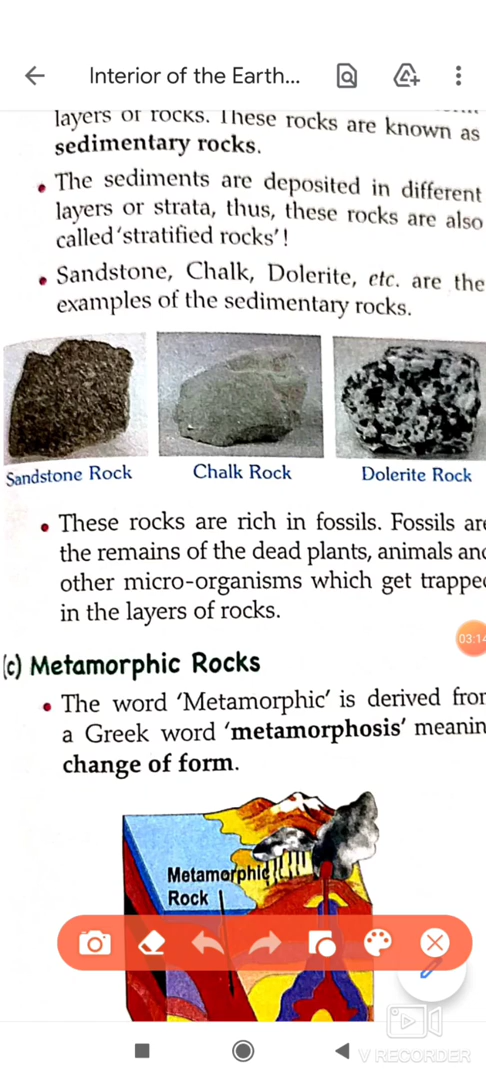 Interior of the Earth...
layers of rocks. These rocks are known as
sedimentary rocks.
• The sediments are deposited in different
layers or strata, thus, these rocks are also
called 'stratified rocks'!
• Sandstone, Chalk, Dolerite, etc. are the
examples of the sedimentary rocks.
Sandstone Rock
Chalk Rock
Dolerite Rock
• These rocks are rich in fossils. Fossils are
the remains of the dead plants, animals and
other micro-organisms which get trapped
in the layers of rocks.
03:14
(c) Metamorphic Rocks
• The word 'Metamorphic' is derived from
a Greek word 'metamorphosis' meanin
change of form.
Metamorphic
Rock
V RECORDER